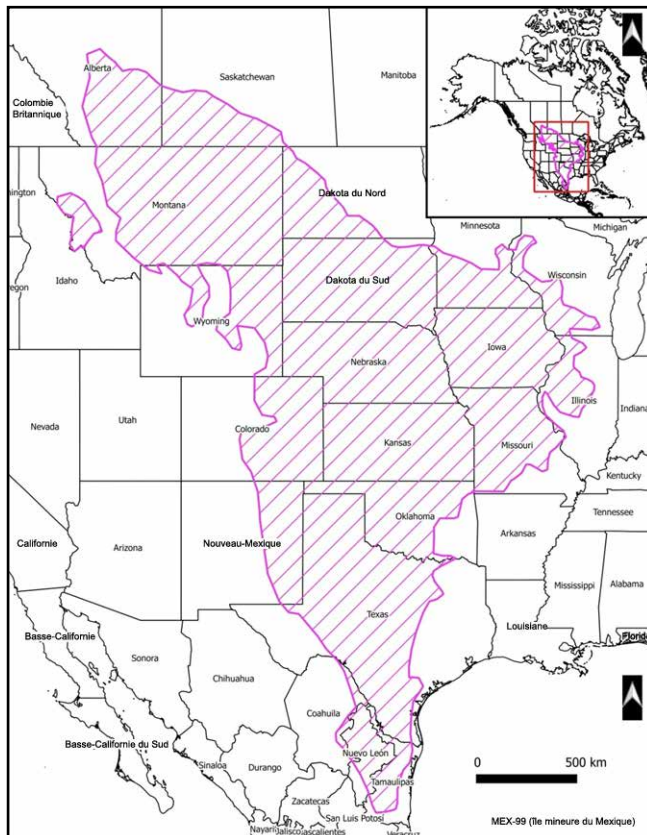 Alberta
Saskatchewan
Manitoba
Colombie
Britannique
Montana
Dakota du Nord
Minnesota
Michigan
Idaho
Dakota du Sud
Wisconsin
Wyoming
Iowa
Nebraska
Nevada
Utah
Colorado
Kansas
Missouri
Illinois
Indiana
Kentucky
Californie
Arizona
Nouveau-Mexique
Oklahoma
Arkansas
Tennessee
Mississippi
Alabama
Texas
Louisiane
Basse-Californie
Sonora
Chihuahua
Coahuila
Basse-Californie du Sud
Sinaloa
Durango
Nuevo León
Tamaulipas
Zacatecas
San Luis Potosí
0
500 km
MEX-99 (île mineure du Mexique)